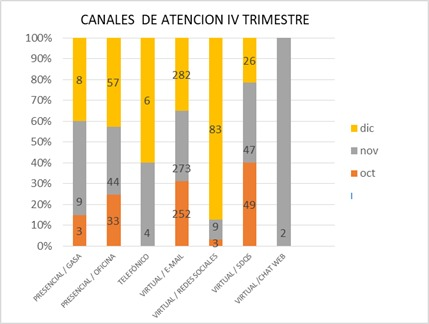 CANALES DE ATENCION IV TRIMESTRE
100%
90%
80%
70%
60%
50%
40%
30%
20%
10%
0%
8
9
3
57
44
33
6
4
282
273
252
83
9
3
26
47
49
2
PRESENCIAL / GASA
PRESENCIAL / OFICINA
TELEFÓNICO
VIRTUAL / E-MAIL
VIRTUAL / REDES SOCIALES
VIRTUAL / SDQS
VIRTUAL /CHAT WEB
dic
nov
oct